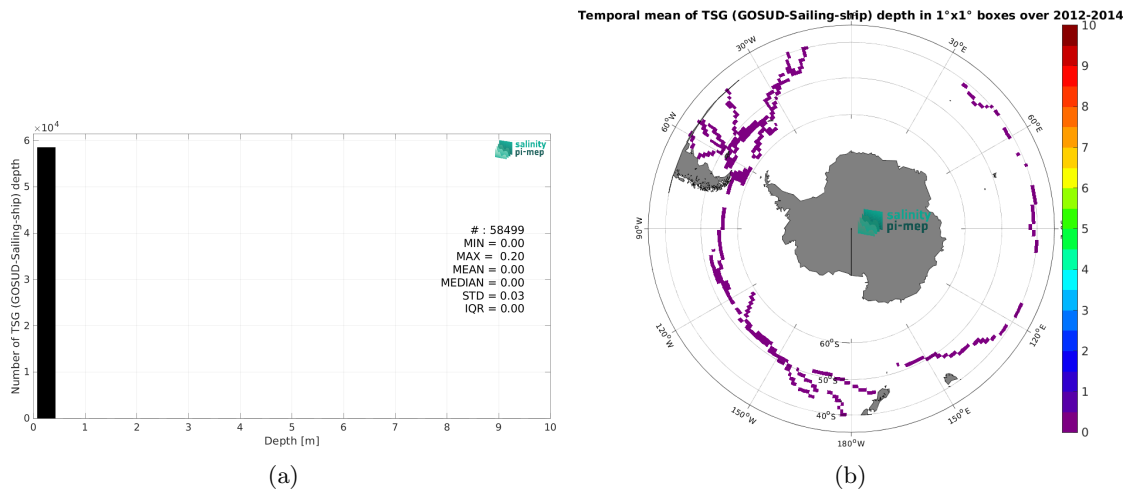 ×10^4
6
5
4
3
2
1
0
Number of TSG (GOSUD-Sailing-ship) depth
0 1 2 3 4 5 6 7 8 9 10
Depth [m]
salinity
pi-mep
# : 58499
MIN = 0.00
MAX = 0.20
MEAN = 0.00
MEDIAN = 0.00
STD = 0.03
IQR = 0.00
(a)
Temporal mean of TSG (GOSUD-Sailing-ship) depth in 1°x1° boxes over 2012-2014
30°W
30°E
60°W
60°E
90°W
120°W
120°E
150°W
150°E
180°W
60°S
50°S
40°S
salinity
pi-mep
10
9
8
7
6
5
4
3
2
1
0
(b)